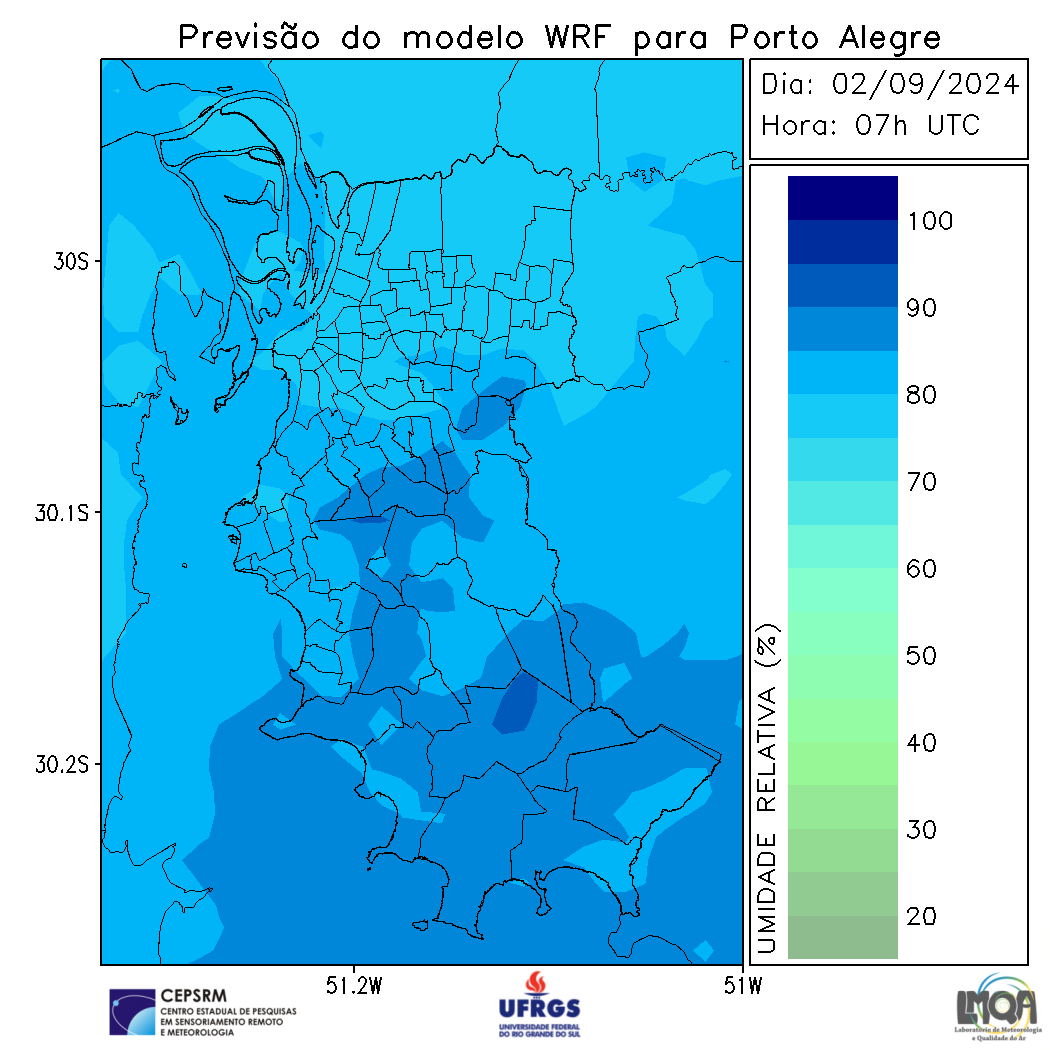 Previsão do modelo WRF para Porto Alegre
Dia: 02/09/2024
Hora: 07h UTC
30S
30.1S
30.2S
51.2W
51W
100
90
80
70
60
50
40
30
20
UMIDADE RELATIVA (%)
CEPSRM
CENTRO ESTADUAL DE PESQUISAS
EM SENSORIAMENTO REMOTO
E METEOROLOGIA
UFRGS
UNIVERSIDADE FEDERAL
DO RIO GRANDE DO SUL
LMQA
Laboratório de Meteorologia
e Qualidade do Ar